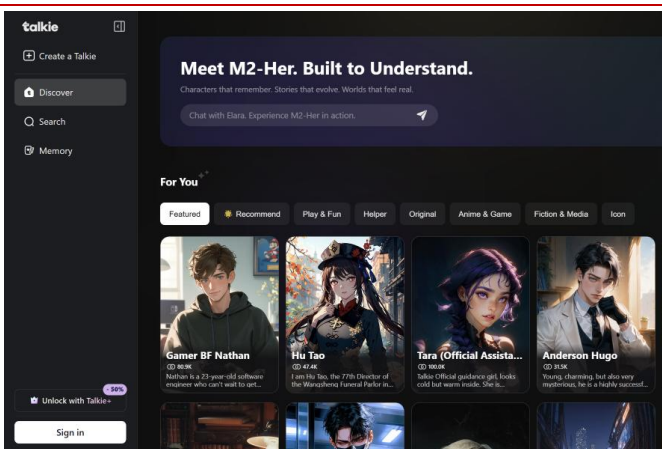 talkie
Create a Talkie
Discover
Search
Memory
- 50%
Unlock with Talkie+
Sign in
Meet M2-Her. Built to Understand.
Characters that remember. Stories that evolve. Worlds that feel real.
Chat with Elara. Experience M2-Her in action.
For You
Featured
Recommend
Play & Fun
Helper
Original
Anime & Game
Fiction & Media
Icon
Gamer BF Nathan
80.9K
Nathan is a 23-year-old software
engineer who can't wait to get...
Hu Tao
47.4K
I am Hu Tao, the 77th Director of
the Wangsheng Funeral Parlor in...
Tara (Official Assista...
100.0K
Talkie Official guidance girl, looks
cold but warm inside. She is...
Anderson Hugo
31.5K
Young, charming, but also very
mysterious, he is a highly successf...